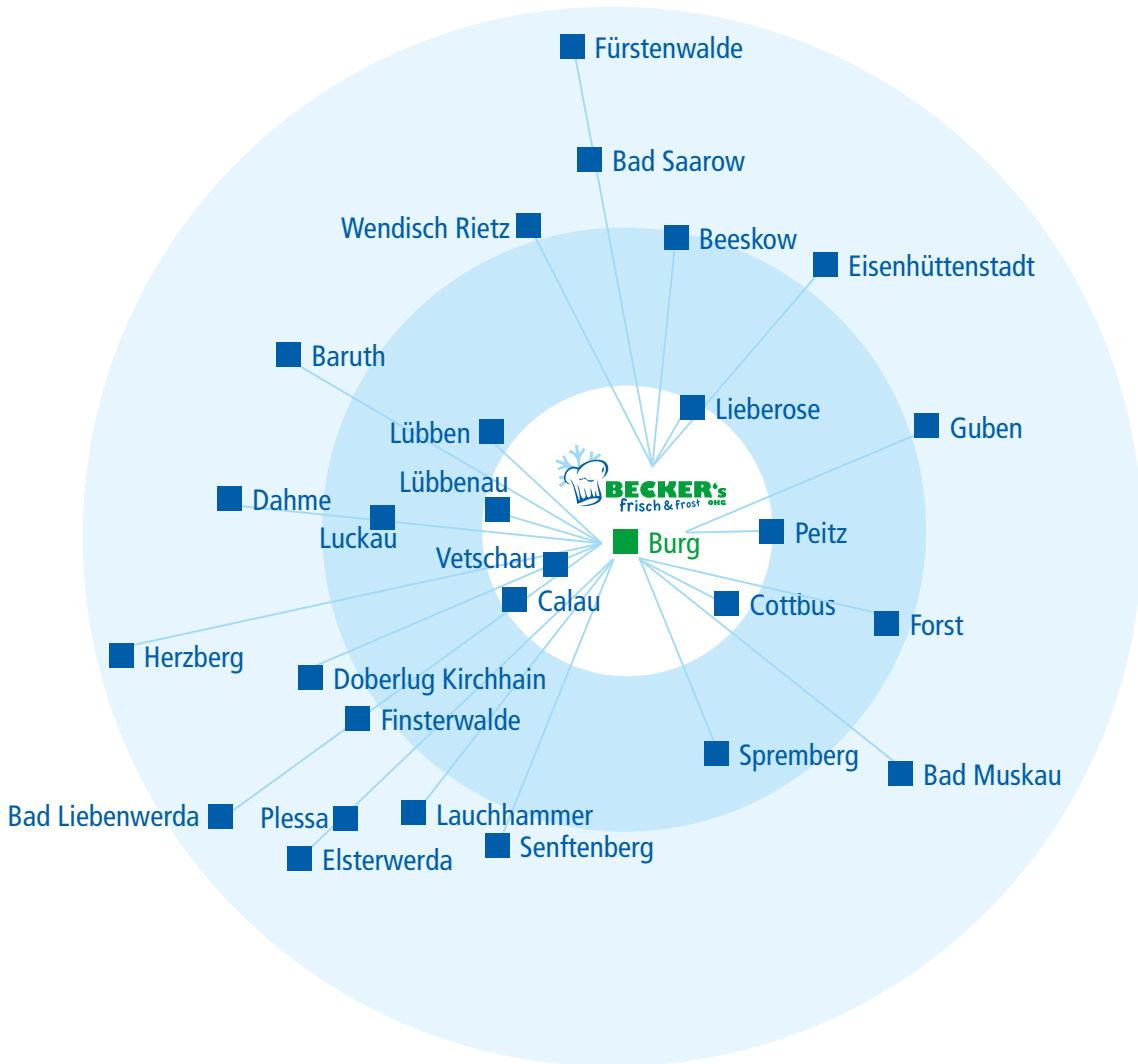 Fürstenwalde
Bad Saarow
Wendisch Rietz
Beeskow
Eisenhüttenstadt
Baruth
Lieberose
Guben
Lübben
Lübbenau
BECKER's
OHG
frisch & frost
Dahme
Luckau
Burg
Peitz
Vetschau
Calau
Cottbus
Forst
Herzberg
Doberlug Kirchhain
Finsterwalde
Spremberg
Bad Muskau
Bad Liebenwerda
Plessa
Lauchhammer
Senftenberg
Elsterwerda